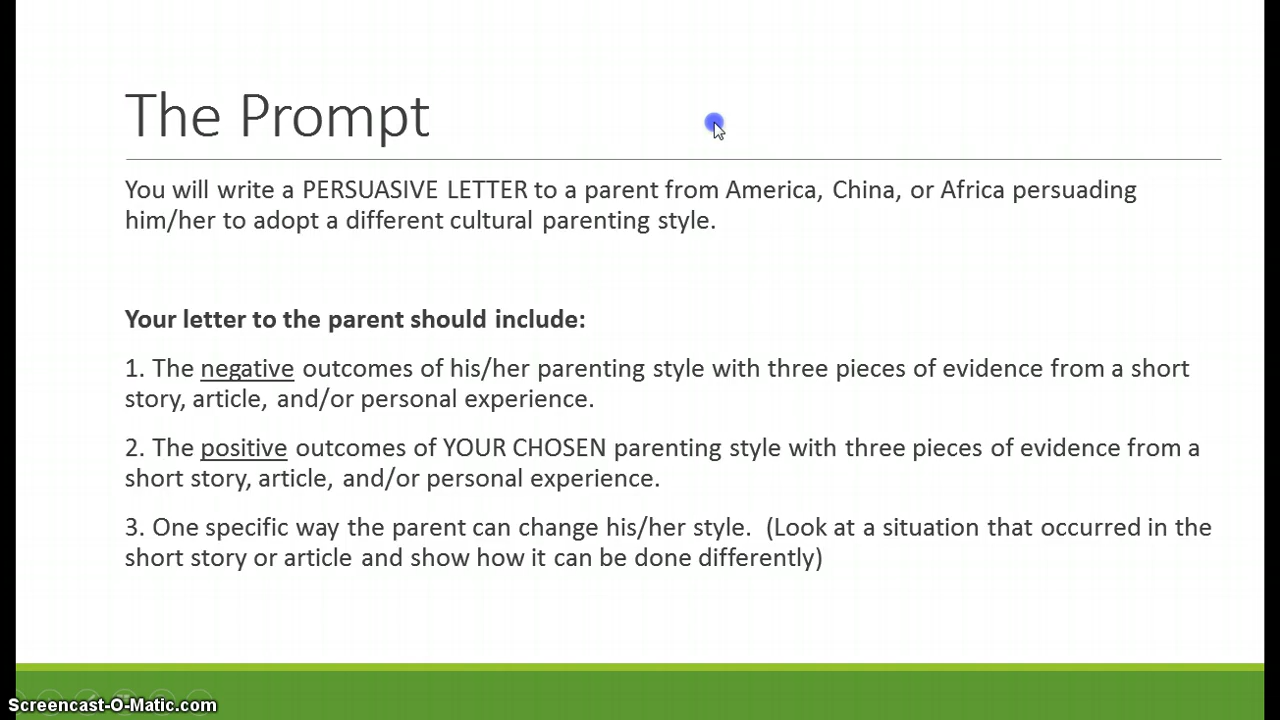 The Prompt
You will write a PERSUASIVE LETTER to a parent from America, China, or Africa persuading
him/her to adopt a different cultural parenting style.
Your letter to the parent should include:
1. The negative outcomes of his/her parenting style with three pieces of evidence from a short
story, article, and/or personal experience.
2. The positive outcomes of YOUR CHOSEN parenting style with three pieces of evidence from a
short story, article, and/or personal experience.
3. One specific way the parent can change his/her style.  (Look at a situation that occurred in the
short story or article and show how it can be done differently)
Screencast-O-Matic.com